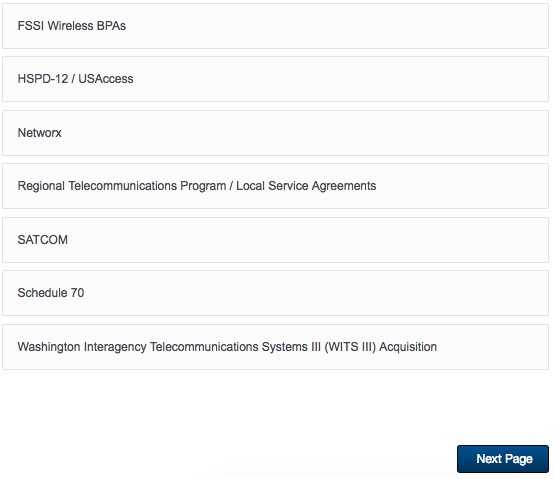 FSSI Wireless BPAs
HSPD-12 / USAccess
Networx
Regional Telecommunications Program / Local Service Agreements
SATCOM
Schedule 70
Washington Interagency Telecommunications Systems III (WITS III) Acquisition
Next Page